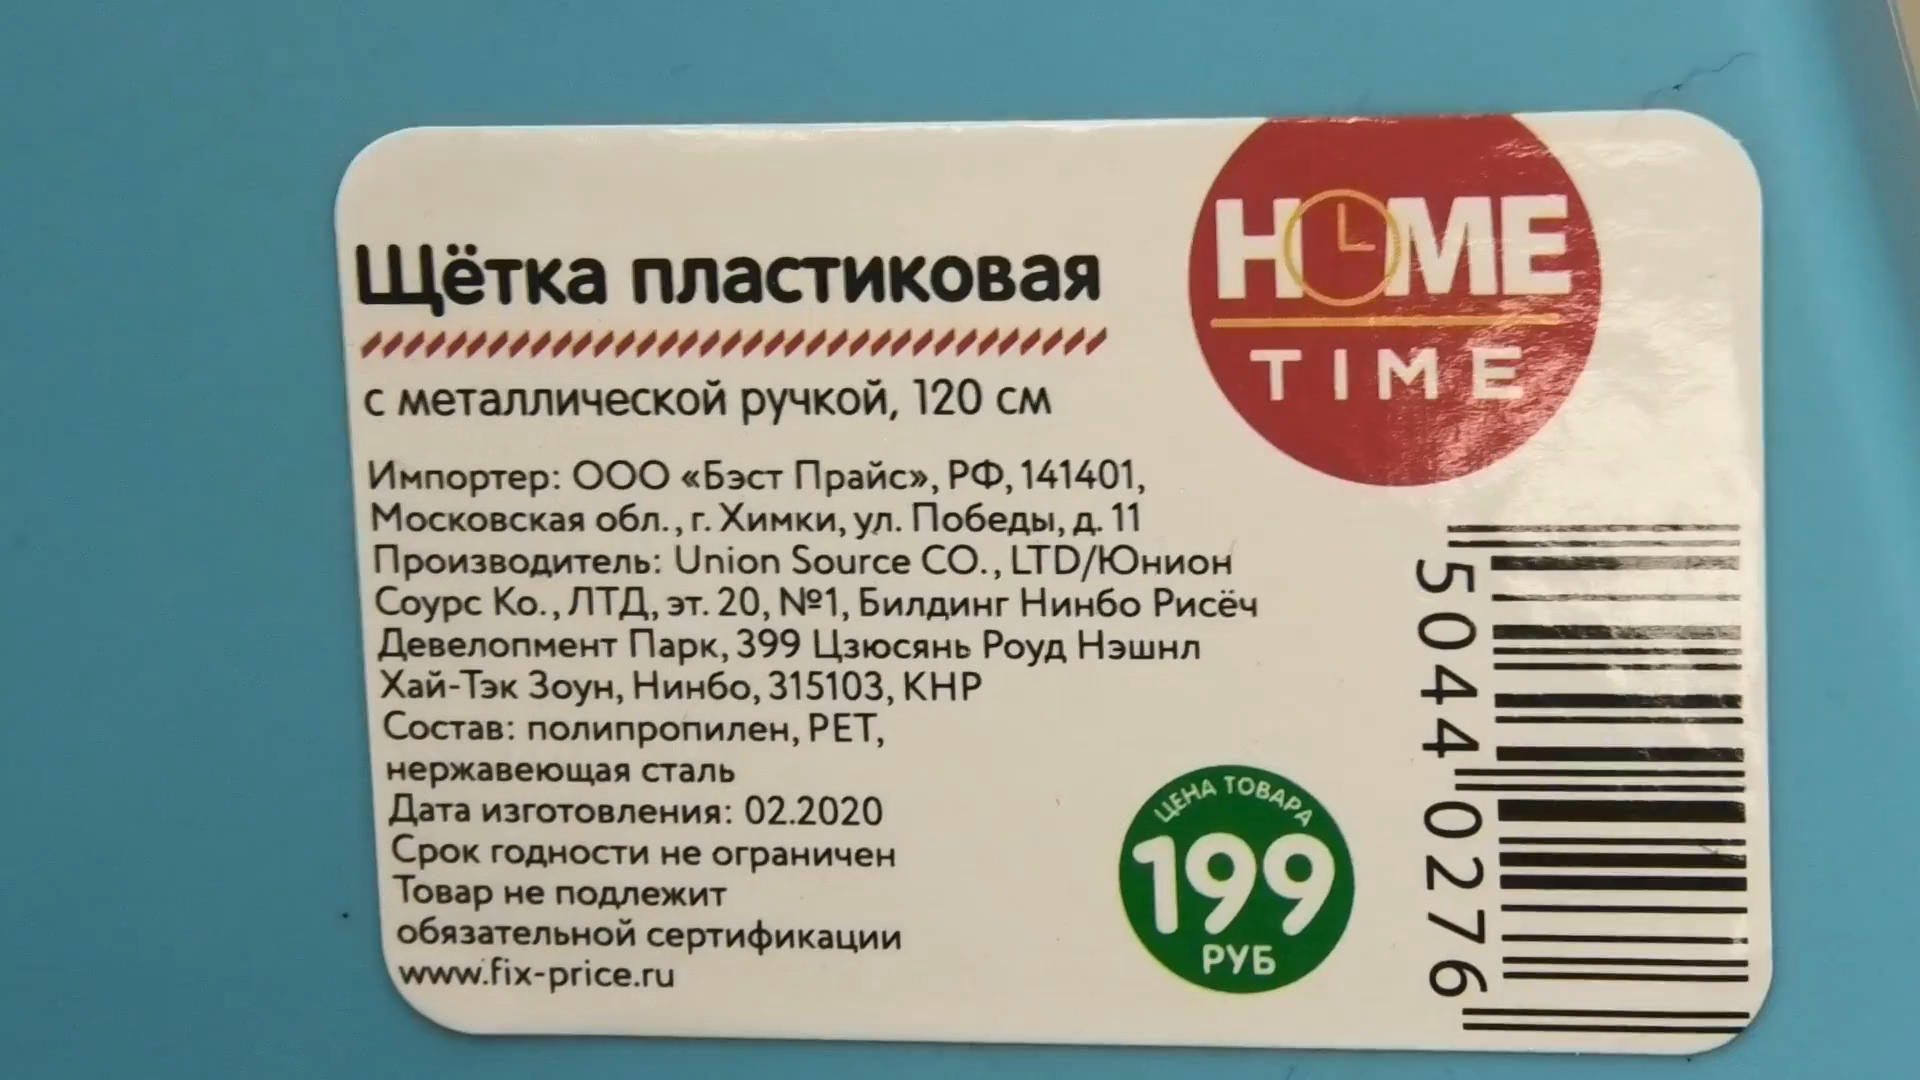 HOME
TIME
Щётка пластиковая
с металлической ручкой, 120 см
Импортер: ООО «Бэст Прайс», РФ, 141401,
Московская обл., г. Химки, ул. Победы, д. 11
Производитель: Union Source CO., LTD/Юнион
Соурс Ко., ЛТД, эт. 20, №1, Билдинг Нинбо Рисёч
Девелопмент Парк, 399 Цзюсянь Роуд Нэшнл
Хай-Тэк Зоун, Нинбо, 315103, КНР
Состав: полипропилен, PET,
нержавеющая сталь
Дата изготовления: 02.2020
Срок годности не ограничен
Товар не подлежит
обязательной сертификации
www.fix-price.ru
ЦЕНА ТОВАРА
199
РУБ
5044 0276